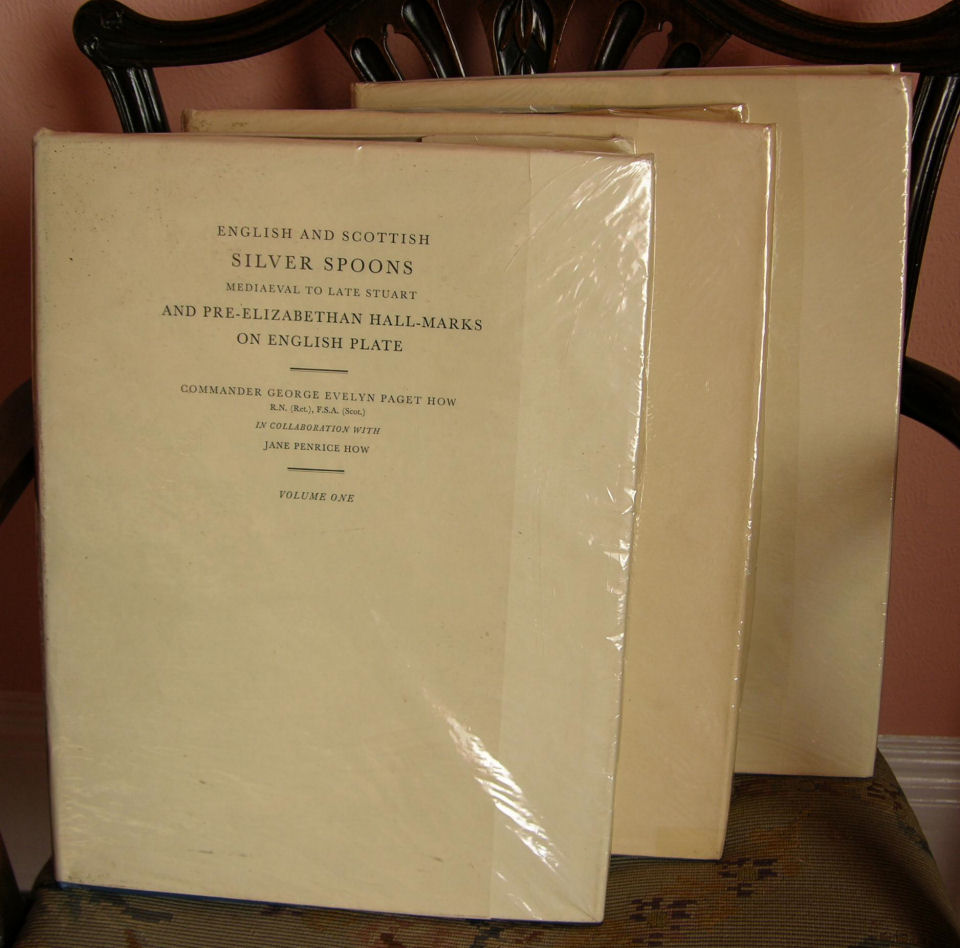 ENGLISH AND SCOTTISH
SILVER SPOONS
MEDIAEVAL TO LATE STUART
AND PRE-ELIZABETHAN HALL-MARKS
ON ENGLISH PLATE
COMMANDER GEORGE EVELYN PAGET HOW
R.N. (Ret.), F.S.A. (Scot.)
IN COLLABORATION WITH
JANE PENRICE HOW
VOLUME ONE